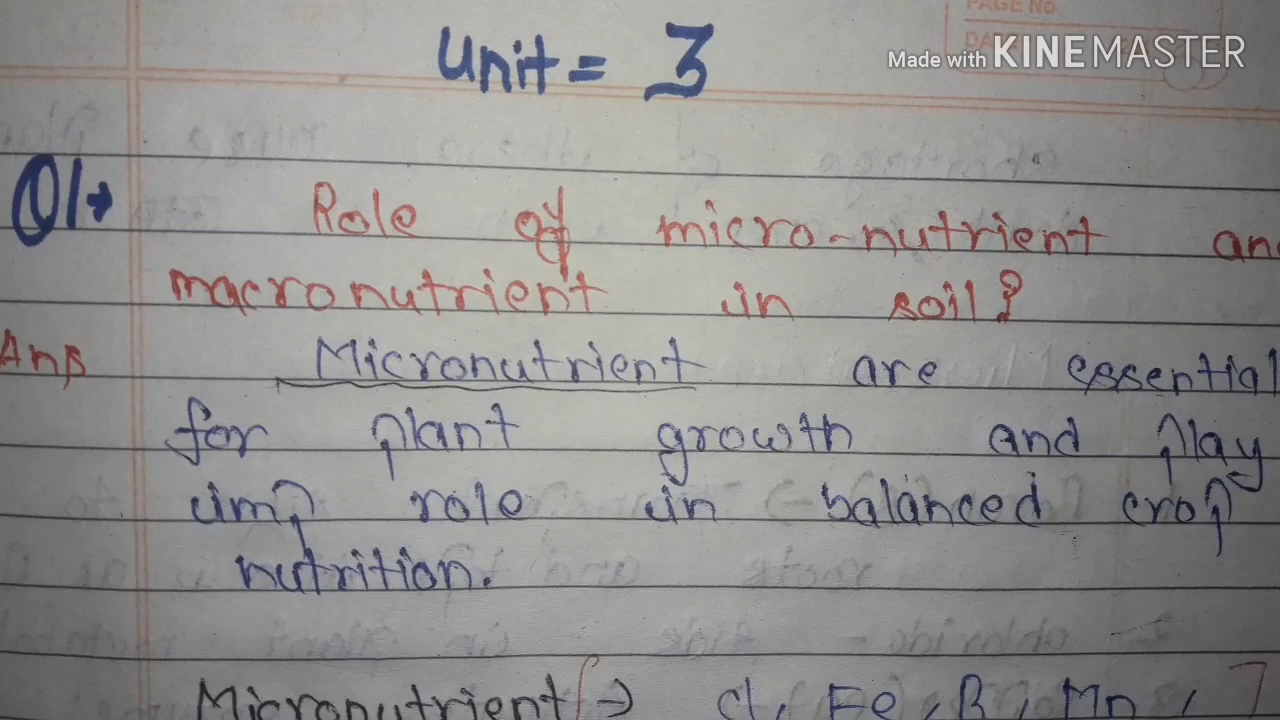 PAGE No
Made with KINEMASTER
Unit = 3
Q1→ Role of micro-nutrient an
macronutrient in soil?
Ans Micronutrient are essential
for plant growth and play
imp role in balanced crop
nutrition.
Micronutrient → Cl, Fe, B, Mn,